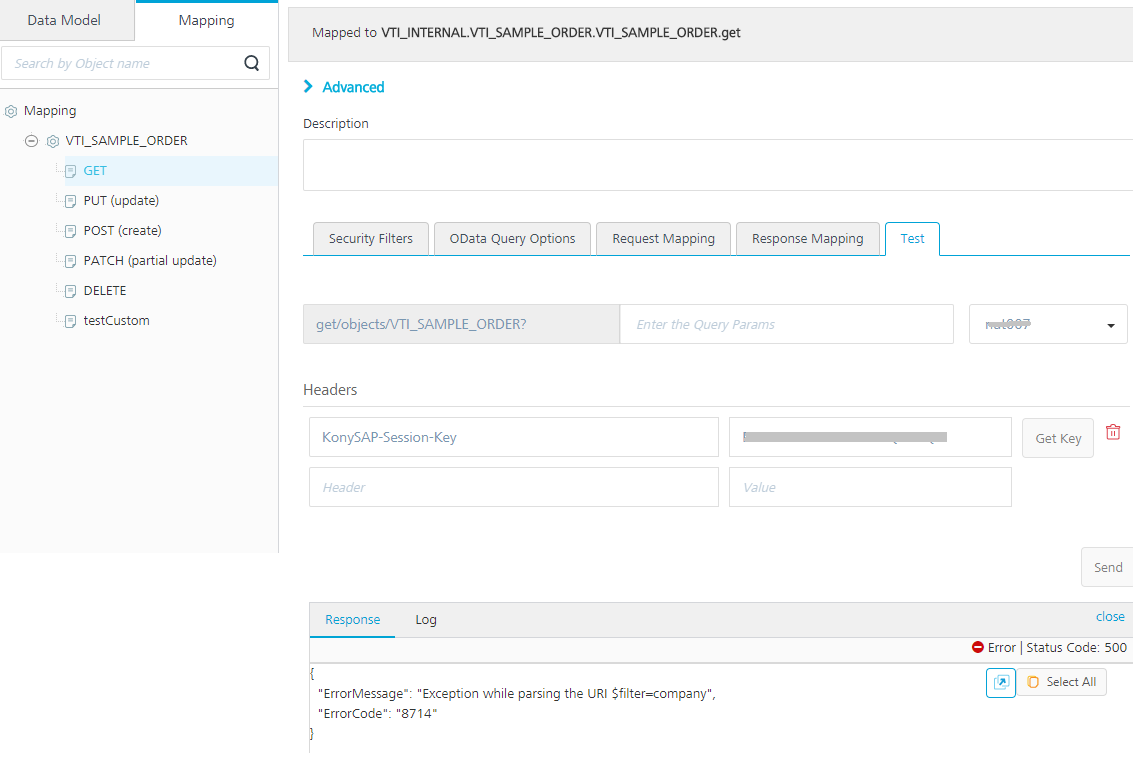 Data Model
Mapping
Search by Object name
Mapping
VTI_SAMPLE_ORDER
GET
PUT (update)
POST (create)
PATCH (partial update)
DELETE
testCustom
Mapped to VTI_INTERNAL.VTI_SAMPLE_ORDER.VTI_SAMPLE_ORDER.get
Advanced
Description
Security Filters
OData Query Options
Request Mapping
Response Mapping
Test
get/objects/VTI_SAMPLE_ORDER?
Enter the Query Params
Headers
KonySAP-Session-Key
Get Key
Header
Value
Send
Response
Log
close
Error | Status Code: 500
{
"ErrorMessage": "Exception while parsing the URI $filter=company",
"ErrorCode": "8714"
}
Select All